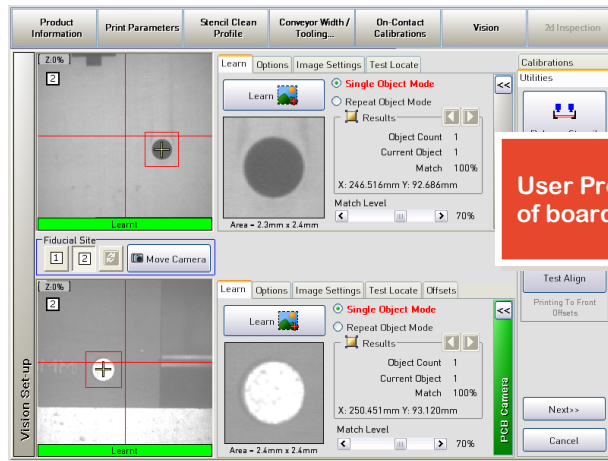 Product Information
Print Parameters
Stencil Clean Profile
Conveyor Width / Tooling...
On-Contact Calibrations
Vision
2d Inspection
Vision Set-up
[ Z.0% ]
2
Learnt
Learn
Options
Image Settings
Test Locate
Learn
Single Object Mode
Repeat Object Mode
Results
Object Count 1
Current Object 1
Match 100%
X: 246.516mm Y: 92.686mm
Match Level
70%
Area = 2.3mm x 2.4mm
<<
Calibrations
Utilities
User Pr
of board
Fiducial Site
1
2
Move Camera
Test Align
Printing To Front
Offsets
Next>>
Cancel
[ Z.0% ]
2
Learnt
Learn
Options
Image Settings
Test Locate
Offsets
Learn
Single Object Mode
Repeat Object Mode
Results
Object Count 1
Current Object 1
Match 100%
X: 250.451mm Y: 93.120mm
Match Level
70%
Area = 2.4mm x 2.4mm
<<
PCB Camera